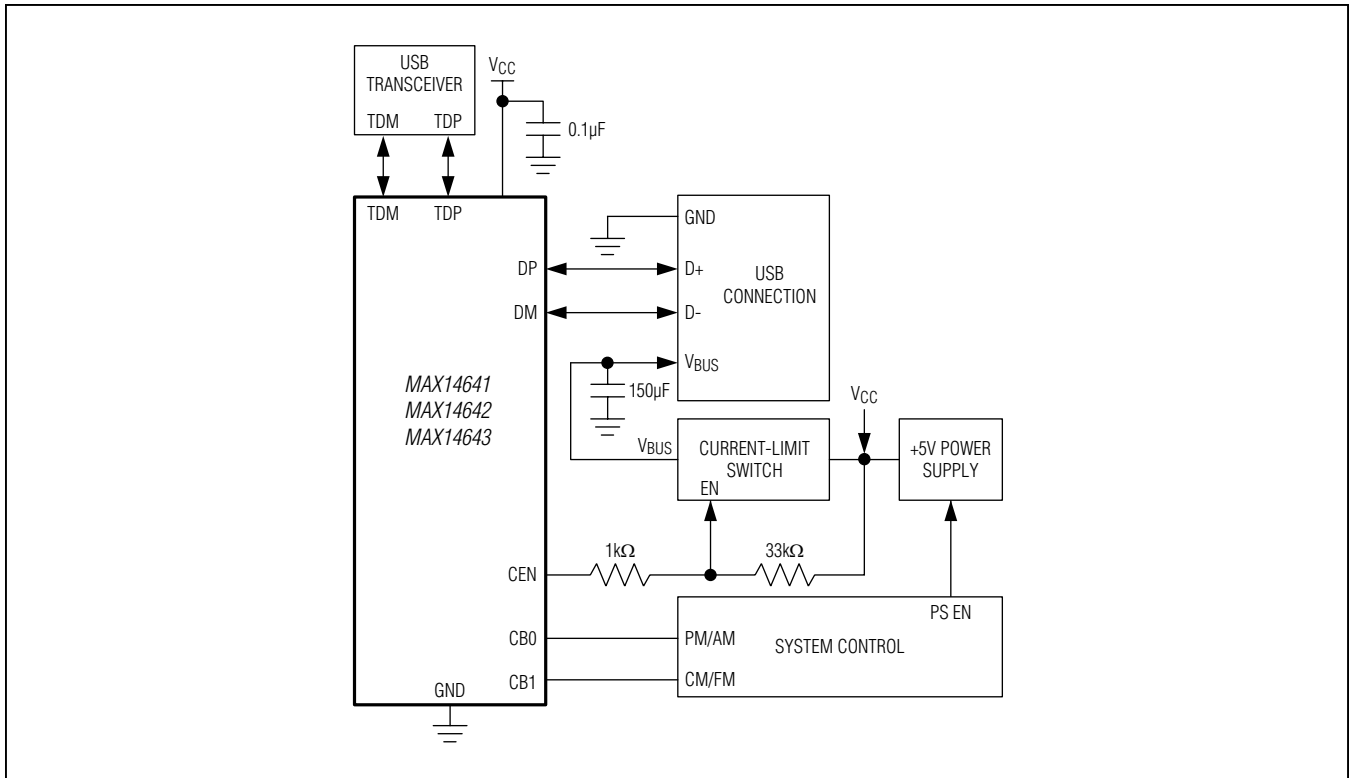 USB
TRANSCEIVER
TDM TDP
VCC
0.1µF
TDM TDP
DP
DM
MAX14641
MAX14642
MAX14643
CEN
CB0
CB1
GND
GND
D+
D-
VBUS
USB
CONNECTION
150µF
VBUS
CURRENT-LIMIT
SWITCH
EN
VCC
+5V POWER
SUPPLY
1kΩ
33kΩ
PS EN
PM/AM
SYSTEM CONTROL
CM/FM